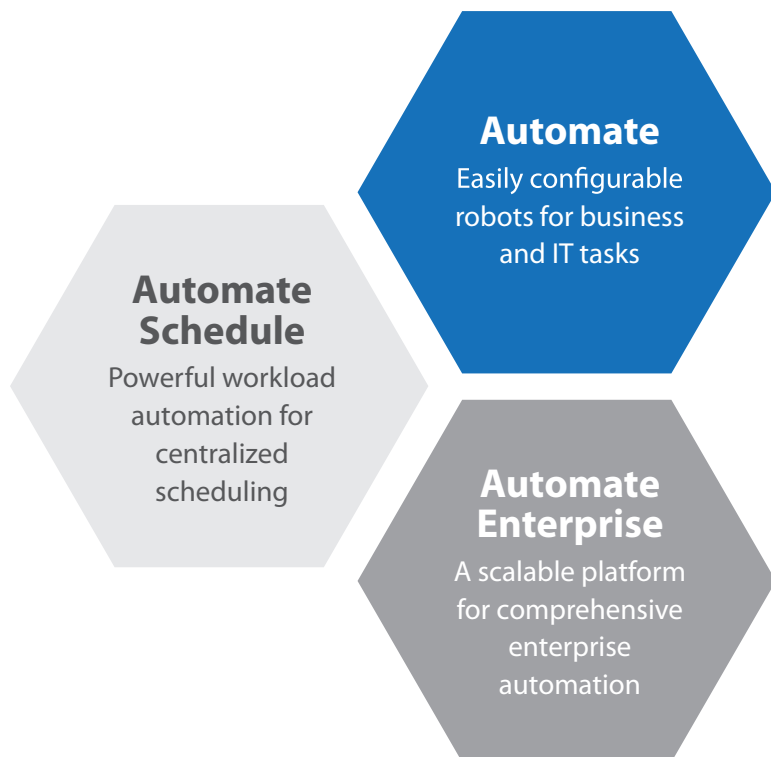 Automate
Easily configurable
robots for business
and IT tasks
Automate
Schedule
Powerful workload
automation for
centralized
scheduling
Automate
Enterprise
A scalable platform
for comprehensive
enterprise
automation